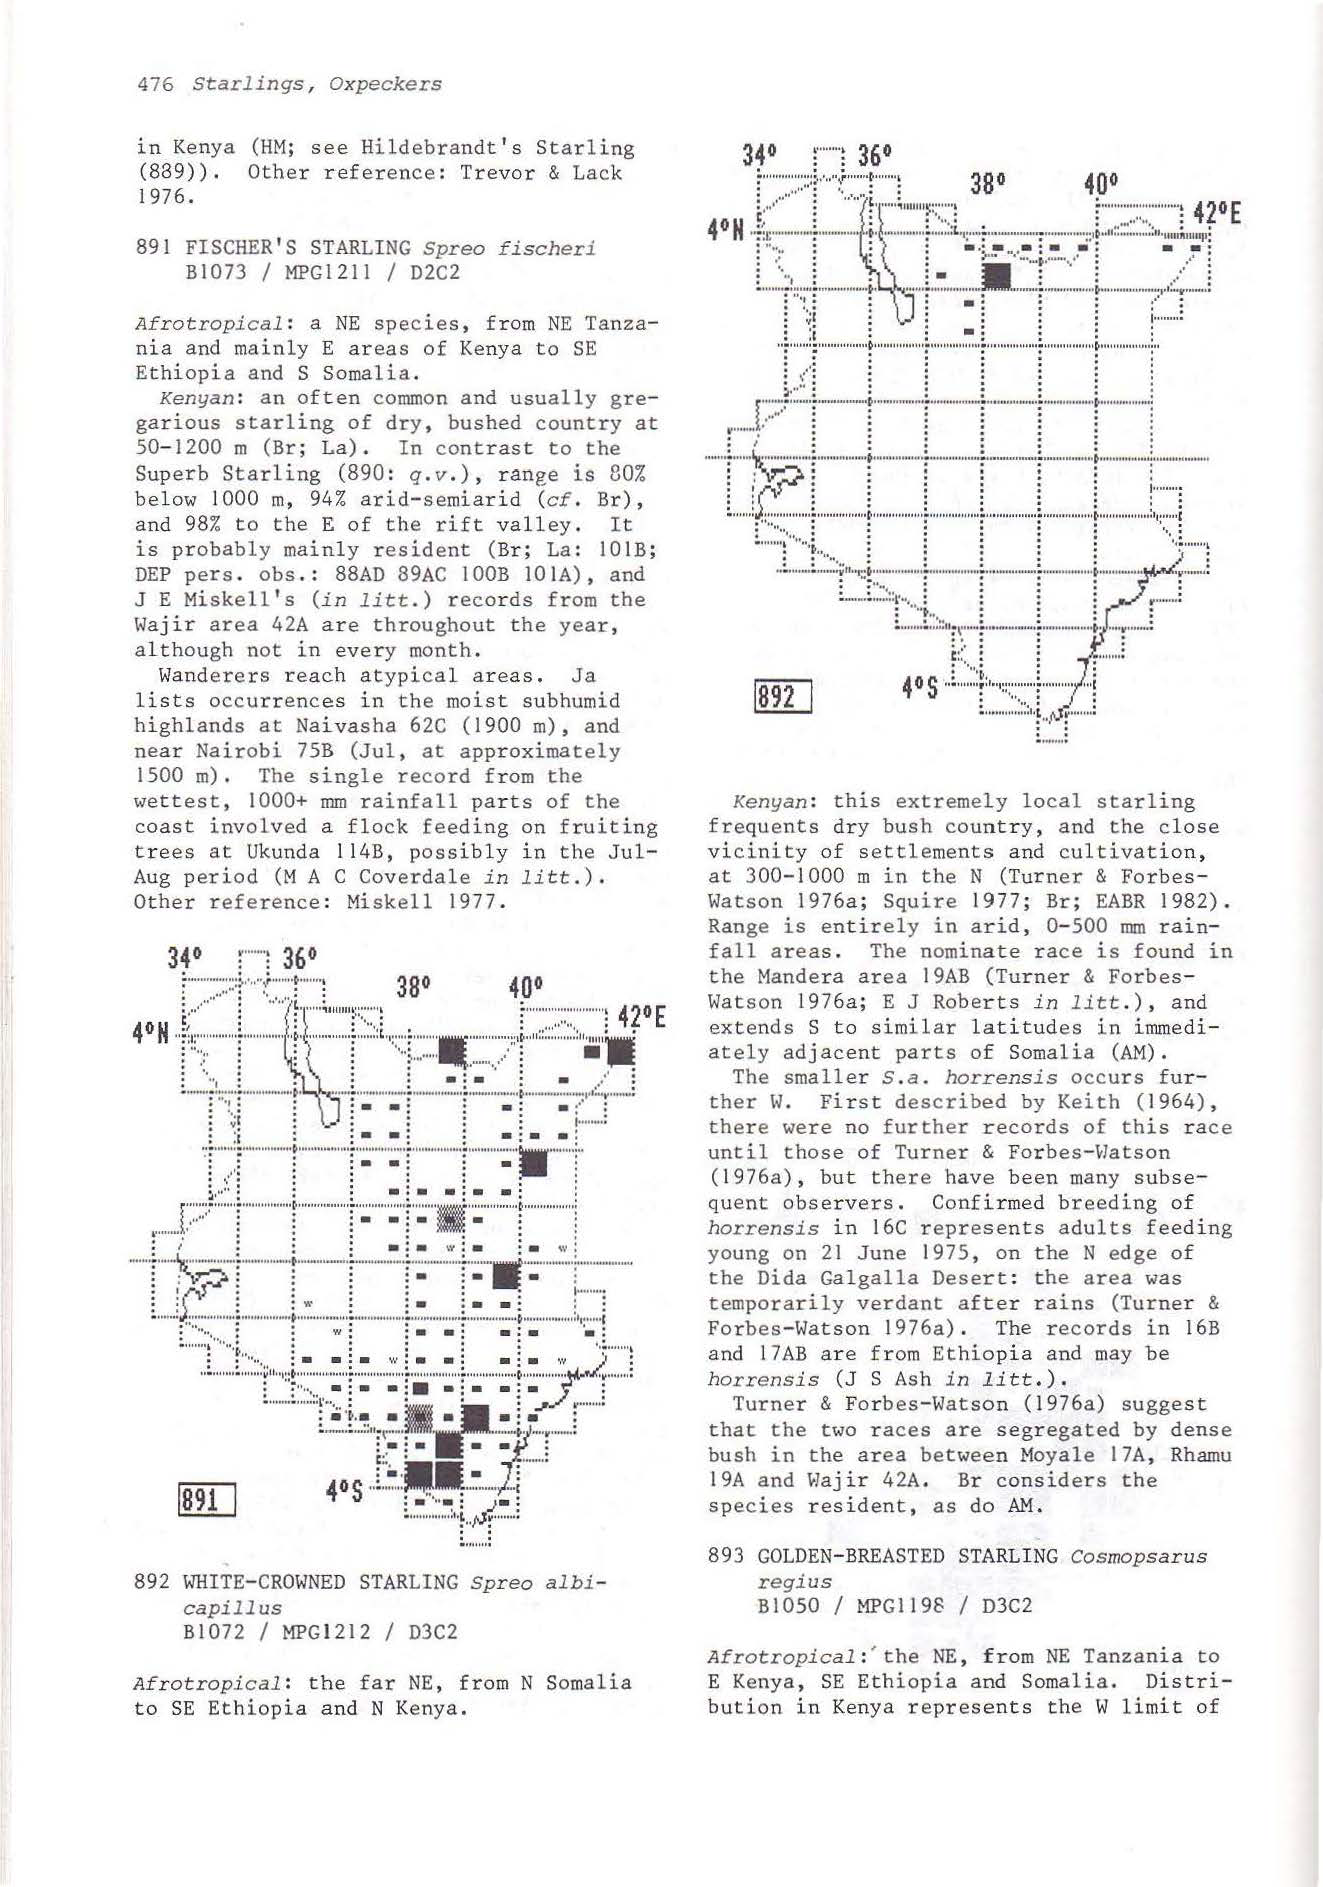 476 Starlings, Oxpeckers
in Kenya (HM; see Hildebrandt's Starling
(889)). Other reference: Trevor & Lack
1976.
891 FISCHER'S STARLING Spreo fischeri
B1073 / MPG1211 / D2C2
Afrotropical: a NE species, from NE Tanza-
nia and mainly E areas of Kenya to SE
Ethiopia and S Somalia.
Kenyan: an often common and usually gre-
garious starling of dry, bushed country at
50-1200 m (Br; La). In contrast to the
Superb Starling (890: q.v.), range is 80%
below 1000 m, 94% arid-semiarid (cf. Br),
and 98% to the E of the rift valley. It
is probably mainly resident (Br; La: 101B;
DEP pers. obs.: 88AD 89AC 100B 101A), and
J E Miskell's (in litt.) records from the
Wajir area 42A are throughout the year,
although not in every month.
Wanderers reach atypical areas. Ja
lists occurrences in the moist subhumid
highlands at Naivasha 62C (1900 m), and
near Nairobi 75B (Jul, at approximately
1500 m). The single record from the
wettest, 1000+ mm rainfall parts of the
coast involved a flock feeding on fruiting
trees at Ukunda 114B, possibly in the Jul-
Aug period (M A C Coverdale in litt.).
Other reference: Miskell 1977.
34° 36°
38° 40°
4°N 42°E
w w
w
w
w w
891 4°S
892 WHITE-CROWNED STARLING Spreo albi-
capillus
B1072 / MPG1212 / D3C2
Afrotropical: the far NE, from N Somalia
to SE Ethiopia and N Kenya.
34° 36°
38° 40°
4°N 42°E
892 4°S
Kenyan: this extremely local starling
frequents dry bush country, and the close
vicinity of settlements and cultivation,
at 300-1000 m in the N (Turner & Forbes-
Watson 1976a; Squire 1977; Br; EABR 1982).
Range is entirely in arid, 0-500 mm rain-
fall areas. The nominate race is found in
the Mandera area 19AB (Turner & Forbes-
Watson 1976a; E J Roberts in litt.), and
extends S to similar latitudes in immedi-
ately adjacent parts of Somalia (AM).
The smaller S.a. horrensis occurs fur-
ther W. First described by Keith (1964),
there were no further records of this race
until those of Turner & Forbes-Watson
(1976a), but there have been many subse-
quent observers. Confirmed breeding of
horrensis in 16C represents adults feeding
young on 21 June 1975, on the N edge of
the Dida Galgalla Desert: the area was
temporarily verdant after rains (Turner &
Forbes-Watson 1976a). The records in 16B
and 17AB are from Ethiopia and may be
horrensis (J S Ash in litt.).
Turner & Forbes-Watson (1976a) suggest
that the two races are segregated by dense
bush in the area between Moyale 17A, Rhamu
19A and Wajir 42A. Br considers the
species resident, as do AM.
893 GOLDEN-BREASTED STARLING Cosmopsarus
regius
B1050 / MPG1198 / D3C2
Afrotropical: the NE, from NE Tanzania to
E Kenya, SE Ethiopia and Somalia. Distri-
bution in Kenya represents the W limit of